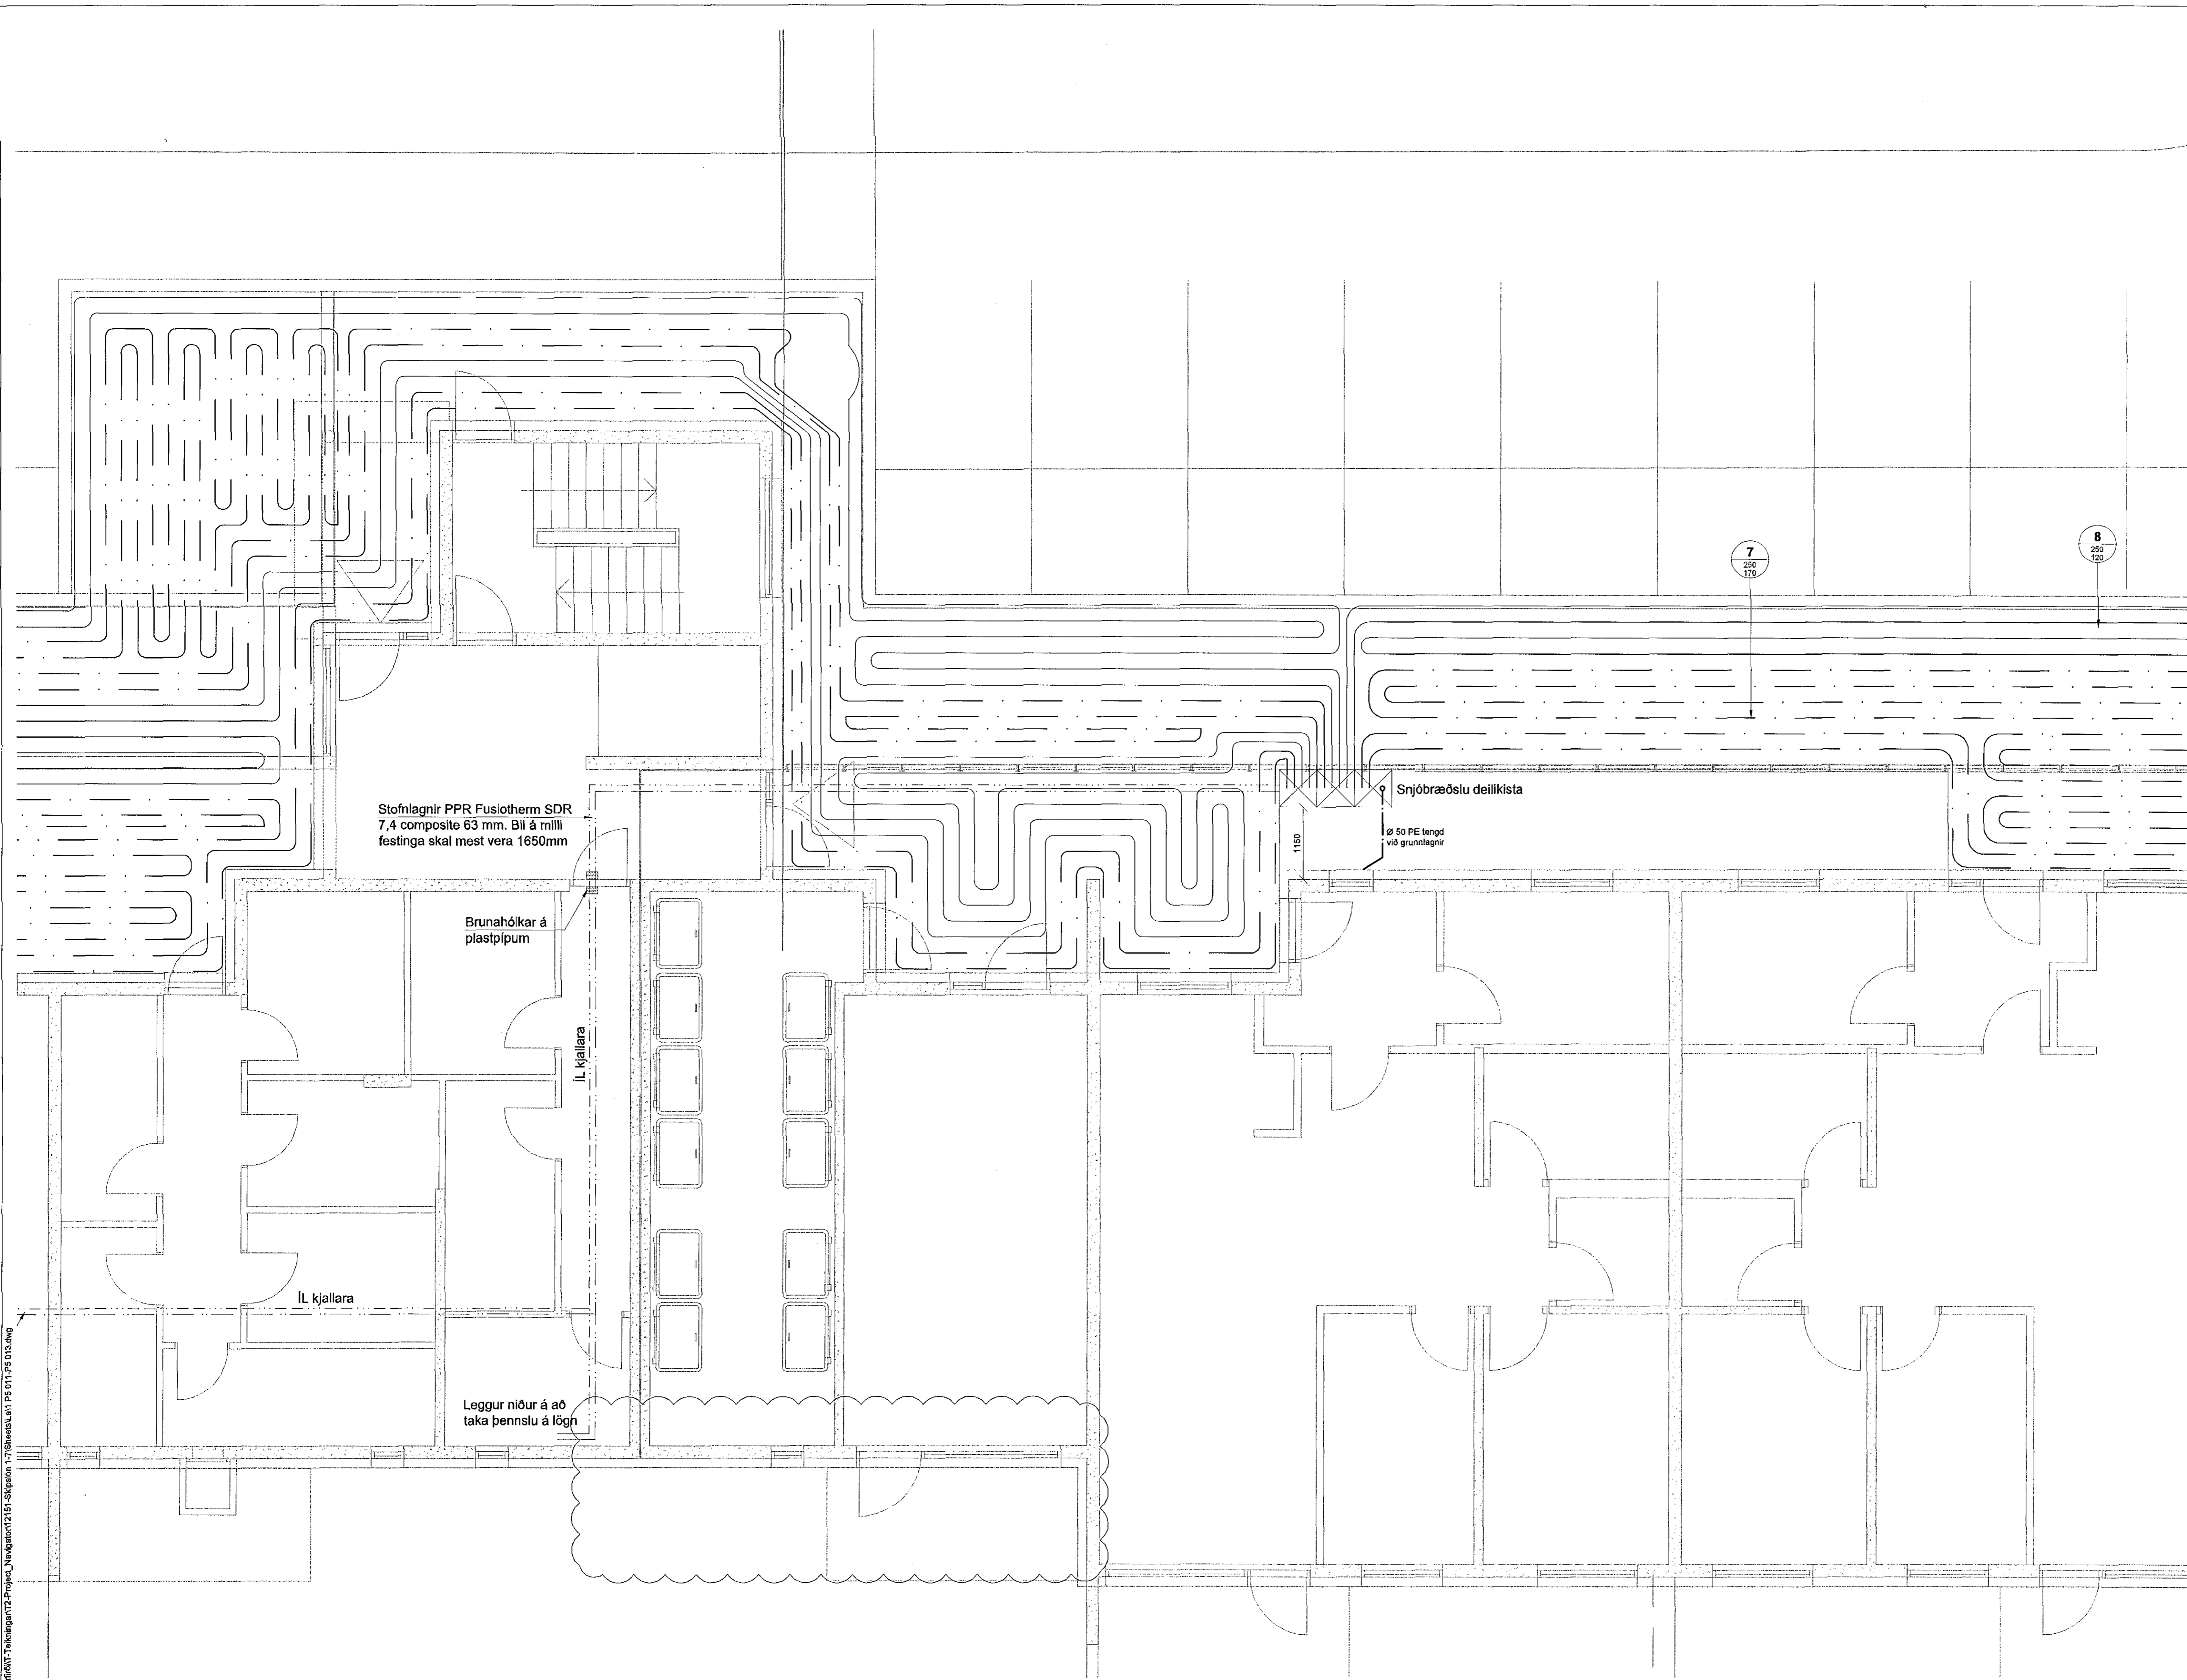 7
250
170
8
250
120
Stofnlagnir PPR Fusiotherm SDR
7,4 composite 63 mm. Bil á milli
festinga skal mest vera 1650mm
Snjóbræðslu deilikista
Ø 50 PE tengd
við grunnlagnir
1150
Brunahólkar á
plastpípum
ÍL kjallara
ÍL kjallara
Leggur niður á að
taka þennslu á lögn